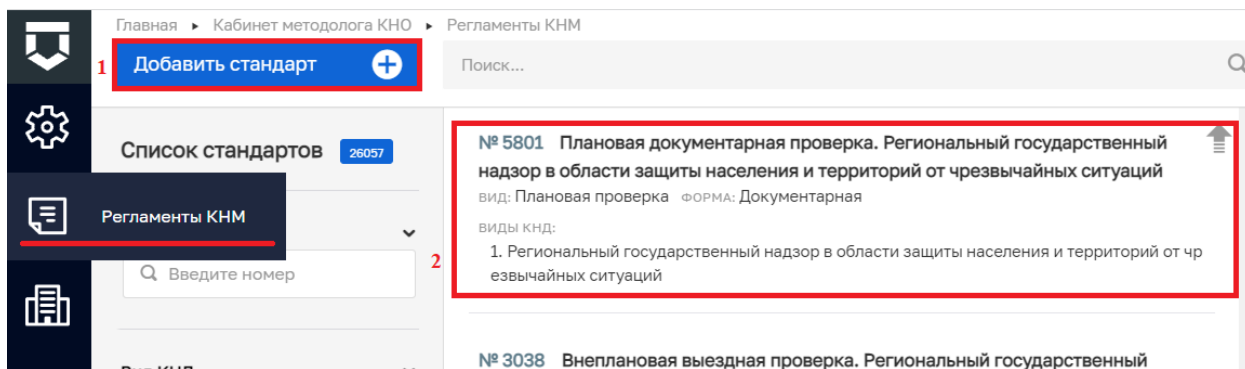 Главная ▸ Кабинет методолога КНО ▸ Регламенты КНМ
1 Добавить стандарт
Поиск...
Список стандартов 26057
Регламенты КНМ
Введите номер
2
№ 5801 Плановая документарная проверка. Региональный государственный
надзор в области защиты населения и территорий от чрезвычайных ситуаций
ВИД: Плановая проверка ФОРМА: Документарная
ВИДЫ КНД:
1. Региональный государственный надзор в области защиты населения и территорий от чр
езвычайных ситуаций
№ 3038 Внеплановая выездная проверка. Региональный государственный